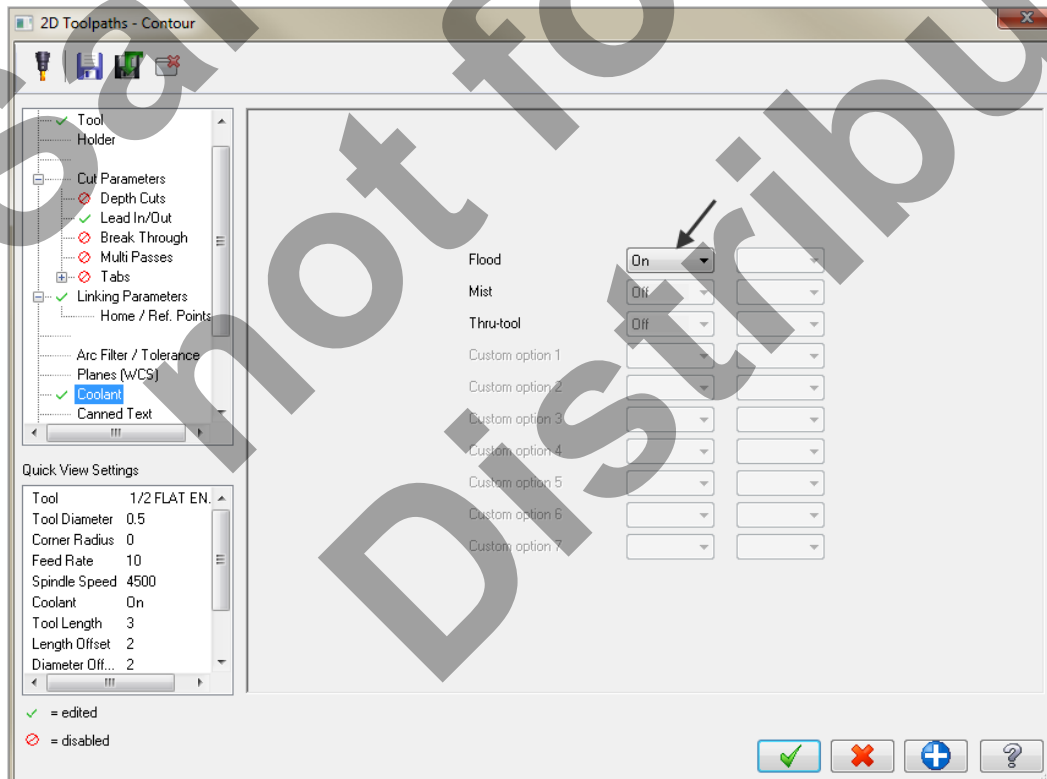 2D Toolpaths - Contour
Tool
Holder
Cut Parameters
Depth Cuts
Lead In/Out
Break Through
Multi Passes
Tabs
Linking Parameters
Home / Ref. Points
Arc Filter / Tolerance
Planes (WCS)
Coolant
Canned Text
Quick View Settings
Tool 1/2 FLAT EN.
Tool Diameter 0.5
Corner Radius 0
Feed Rate 10
Spindle Speed 4500
Coolant On
Tool Length 3
Length Offset 2
Diameter Off... 2
= edited
= disabled
Flood On
Mist Off
Thru-tool Off
Custom option 1
Custom option 2
Custom option 3
Custom option 4
Custom option 5
Custom option 6
Custom option 7
not for